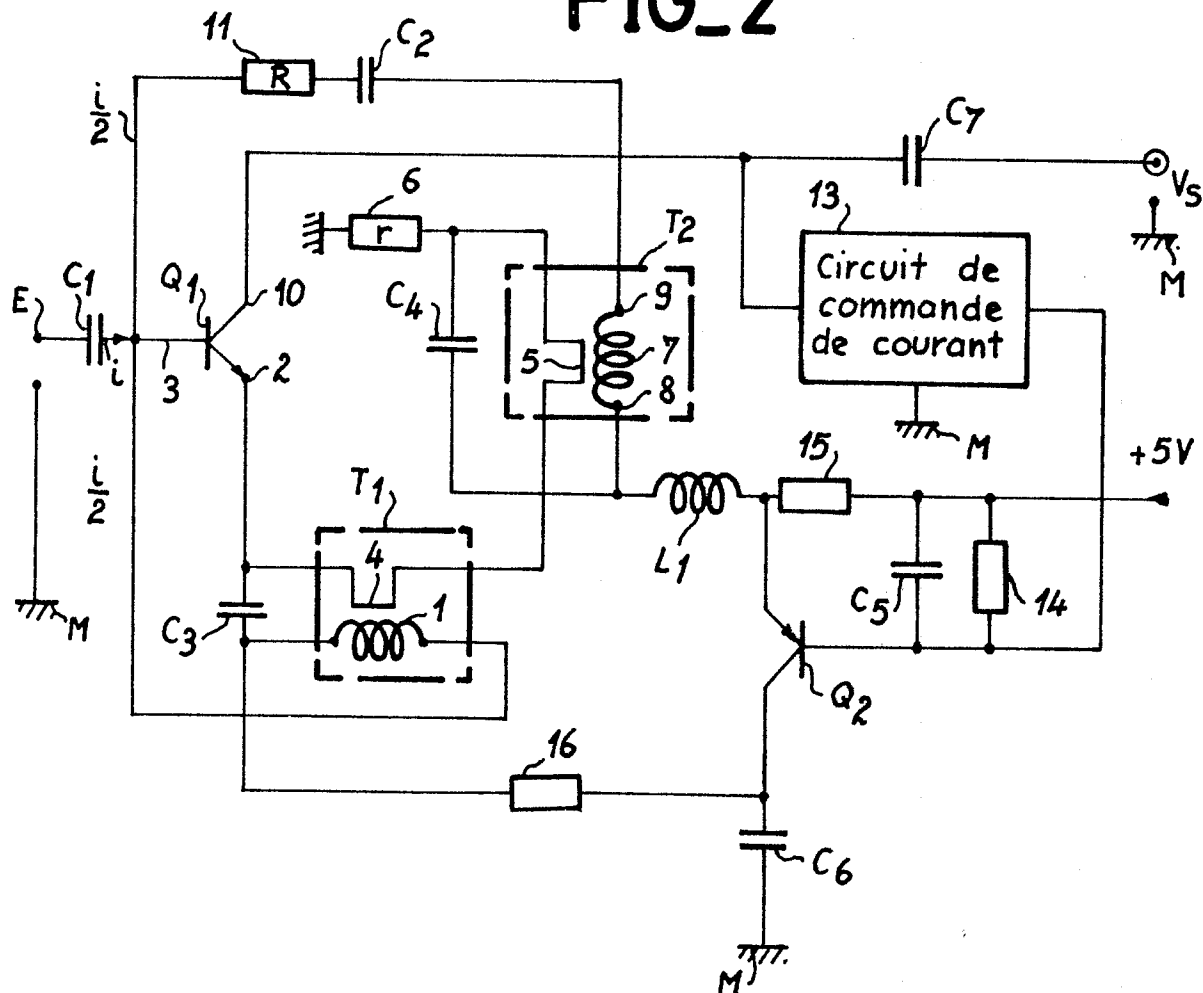 FIG_2
11
C2
R
i/2
C7
6
13
VS
T2
r
M
C1
Q1
10
9
Circuit de
E
C4
commande
5
7
de courant
i
2
8
3
M
15
+5V
i/2
T1
L1
4
C5
14
M
1
C3
Q2
16
C6
M